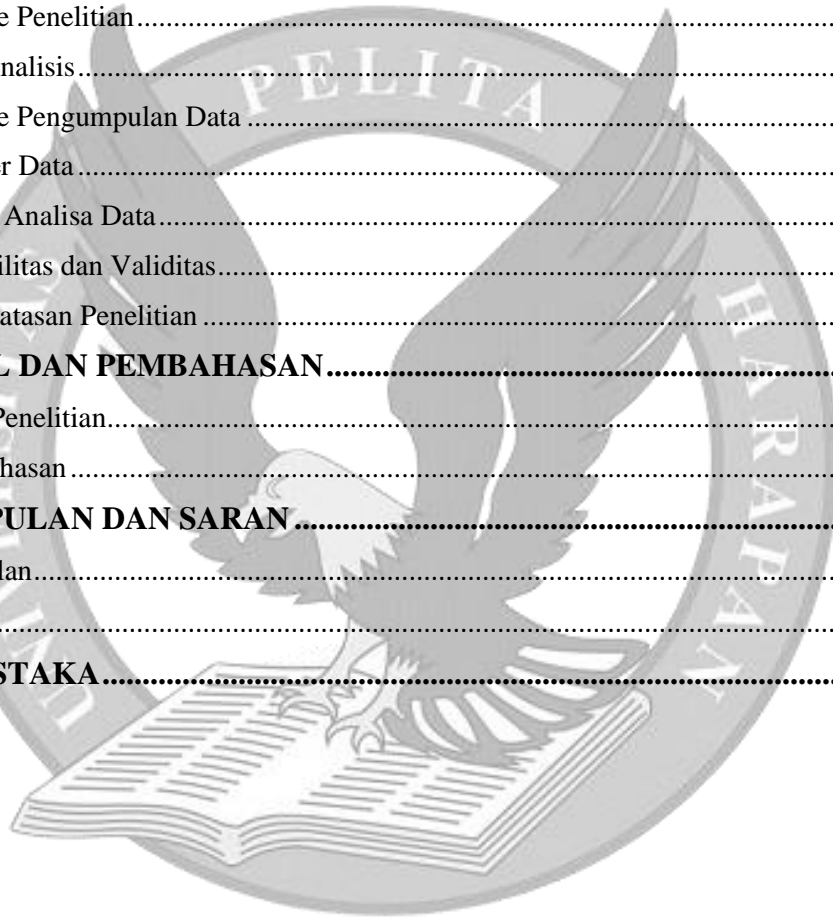 e Penelitian..........................................................................................
nalisis..........................................................................................
e Pengumpulan Data..........................................................................................
r Data..........................................................................................
Analisa Data..........................................................................................
ilitas dan Validitas..........................................................................................
atasan Penelitian..........................................................................................
L DAN PEMBAHASAN..........................................................................................
Penelitian..........................................................................................
hasan..........................................................................................
PULAN DAN SARAN..........................................................................................
lan..........................................................................................
..........................................................................................
STAKA..........................................................................................
PELITA
HARAPAN